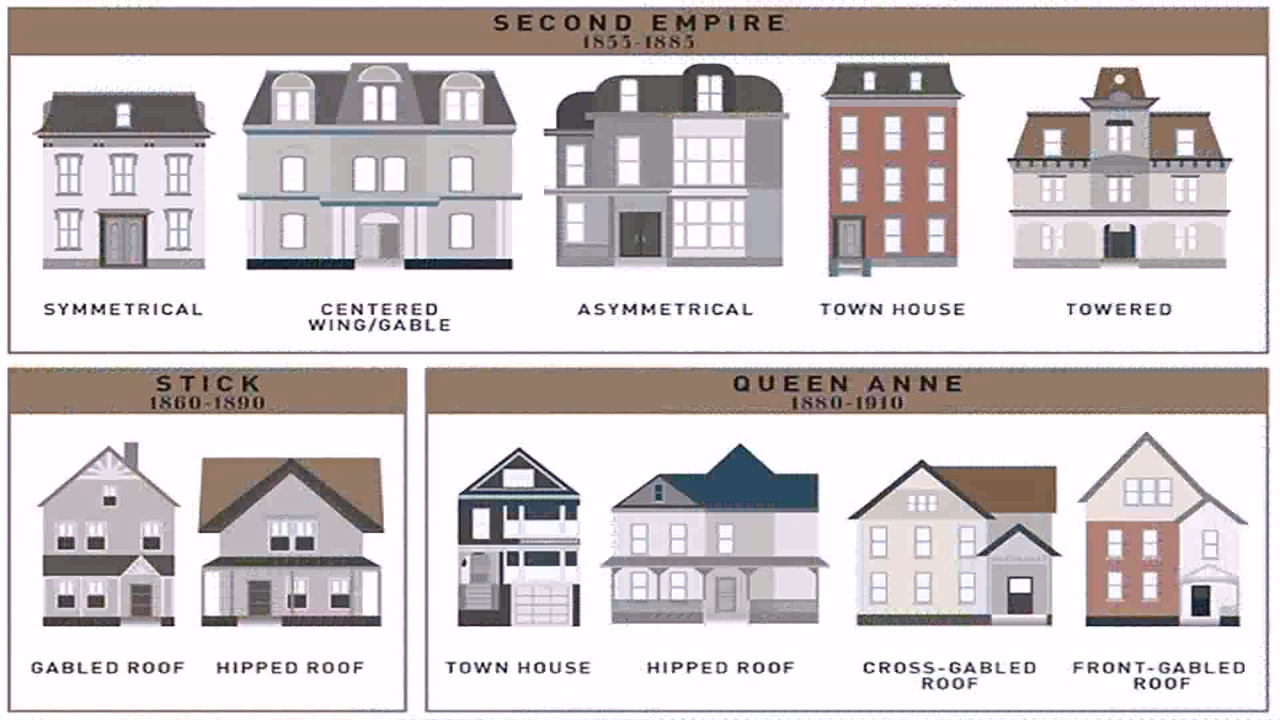 SECOND EMPIRE
1855-1885
SYMMETRICAL
CENTERED
WING/GABLE
ASYMMETRICAL
TOWN HOUSE
TOWERED
STICK
1860-1890
GABLED ROOF
HIPPED ROOF
QUEEN ANNE
1880-1910
TOWN HOUSE
HIPPED ROOF
CROSS-GABLED
ROOF
FRONT-GABLED
ROOF